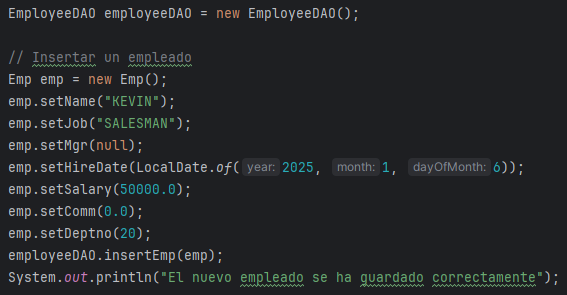 EmployeeDAO employeeDAO = new EmployeeDAO();
// Insertar un empleado
Emp emp = new Emp();
emp.setName("KEVIN");
emp.setJob("SALESMAN");
emp.setMgr(null);
emp.setHireDate(LocalDate.of( year: 2025, month: 1, dayOfMonth: 6));
emp.setSalary(50000.0);
emp.setComm(0.0);
emp.setDeptno(20);
employeeDAO.insertEmp(emp);
System.out.println("El nuevo empleado se ha guardado correctamente");